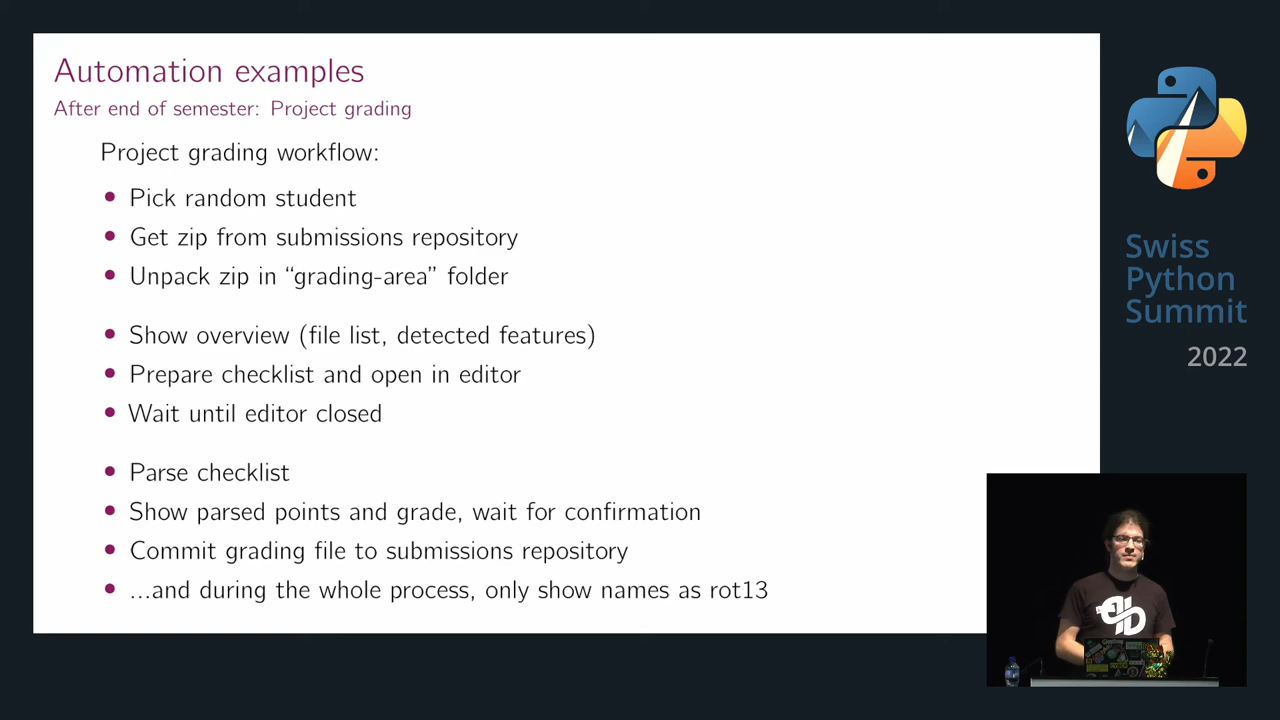 Automation examples
After end of semester: Project grading
Project grading workflow:
• Pick random student
• Get zip from submissions repository
• Unpack zip in “grading-area” folder
• Show overview (file list, detected features)
• Prepare checklist and open in editor
• Wait until editor closed
• Parse checklist
• Show parsed points and grade, wait for confirmation
• Commit grading file to submissions repository
• ...and during the whole process, only show names as rot13
Swiss
Python
Summit
2022